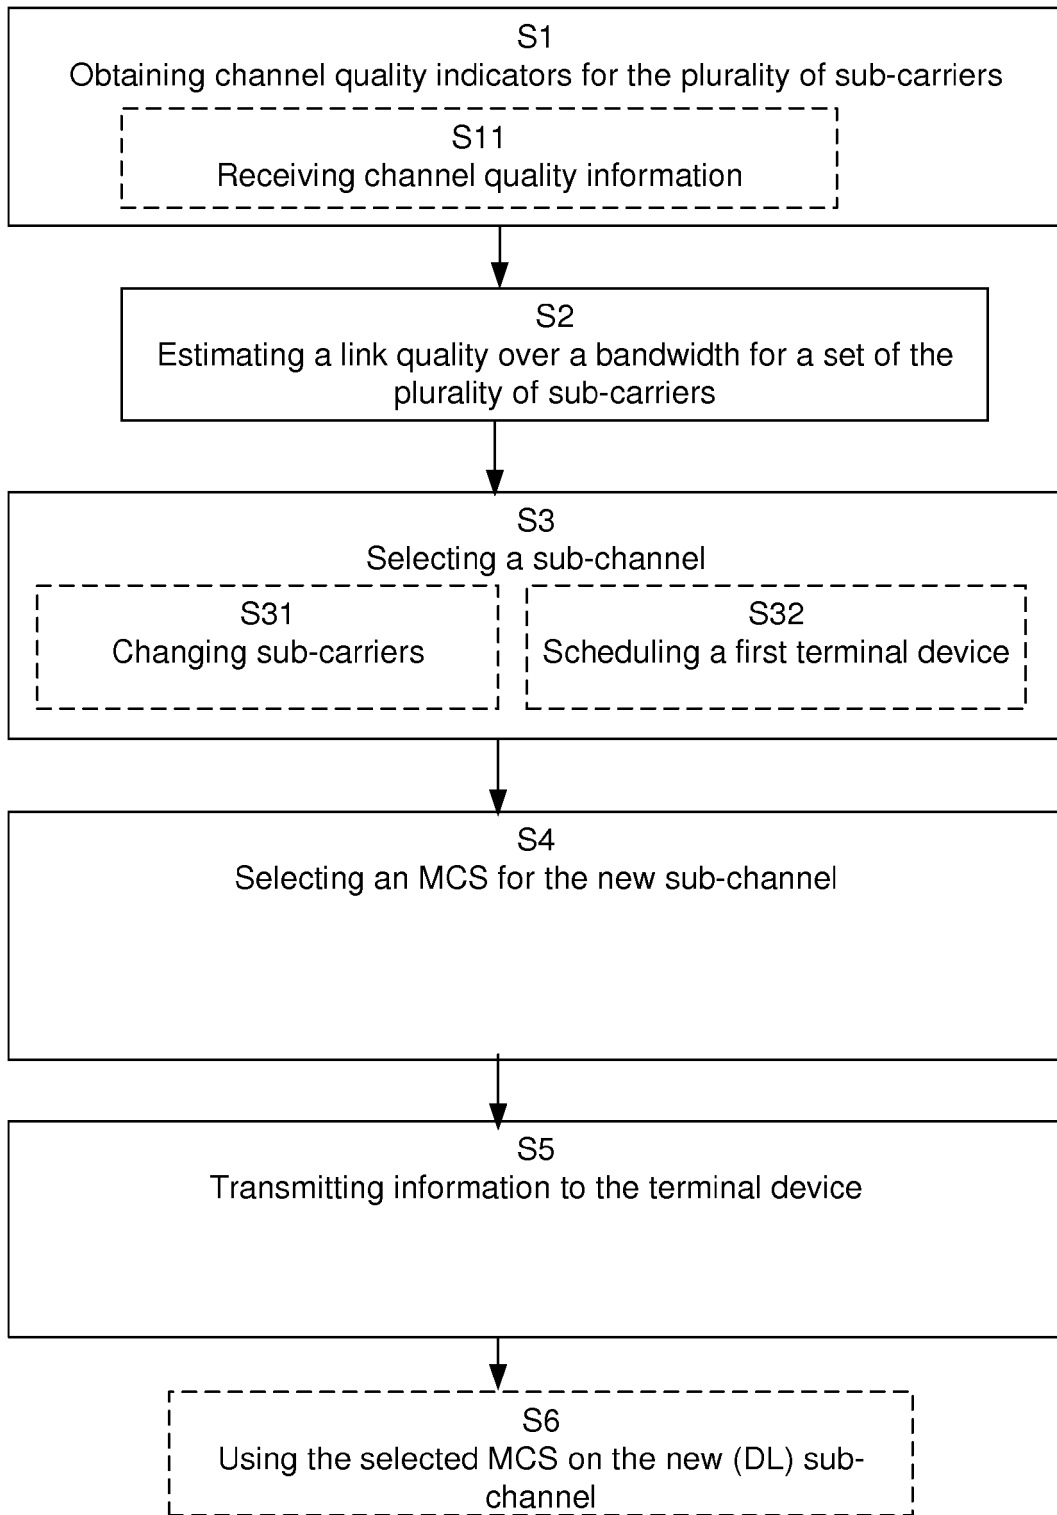 S1
Obtaining channel quality indicators for the plurality of sub-carriers
S11
Receiving channel quality information
S2
Estimating a link quality over a bandwidth for a set of the
plurality of sub-carriers
S3
Selecting a sub-channel
S31
Changing sub-carriers
S32
Scheduling a first terminal device
S4
Selecting an MCS for the new sub-channel
S5
Transmitting information to the terminal device
S6
Using the selected MCS on the new (DL) sub-
channel